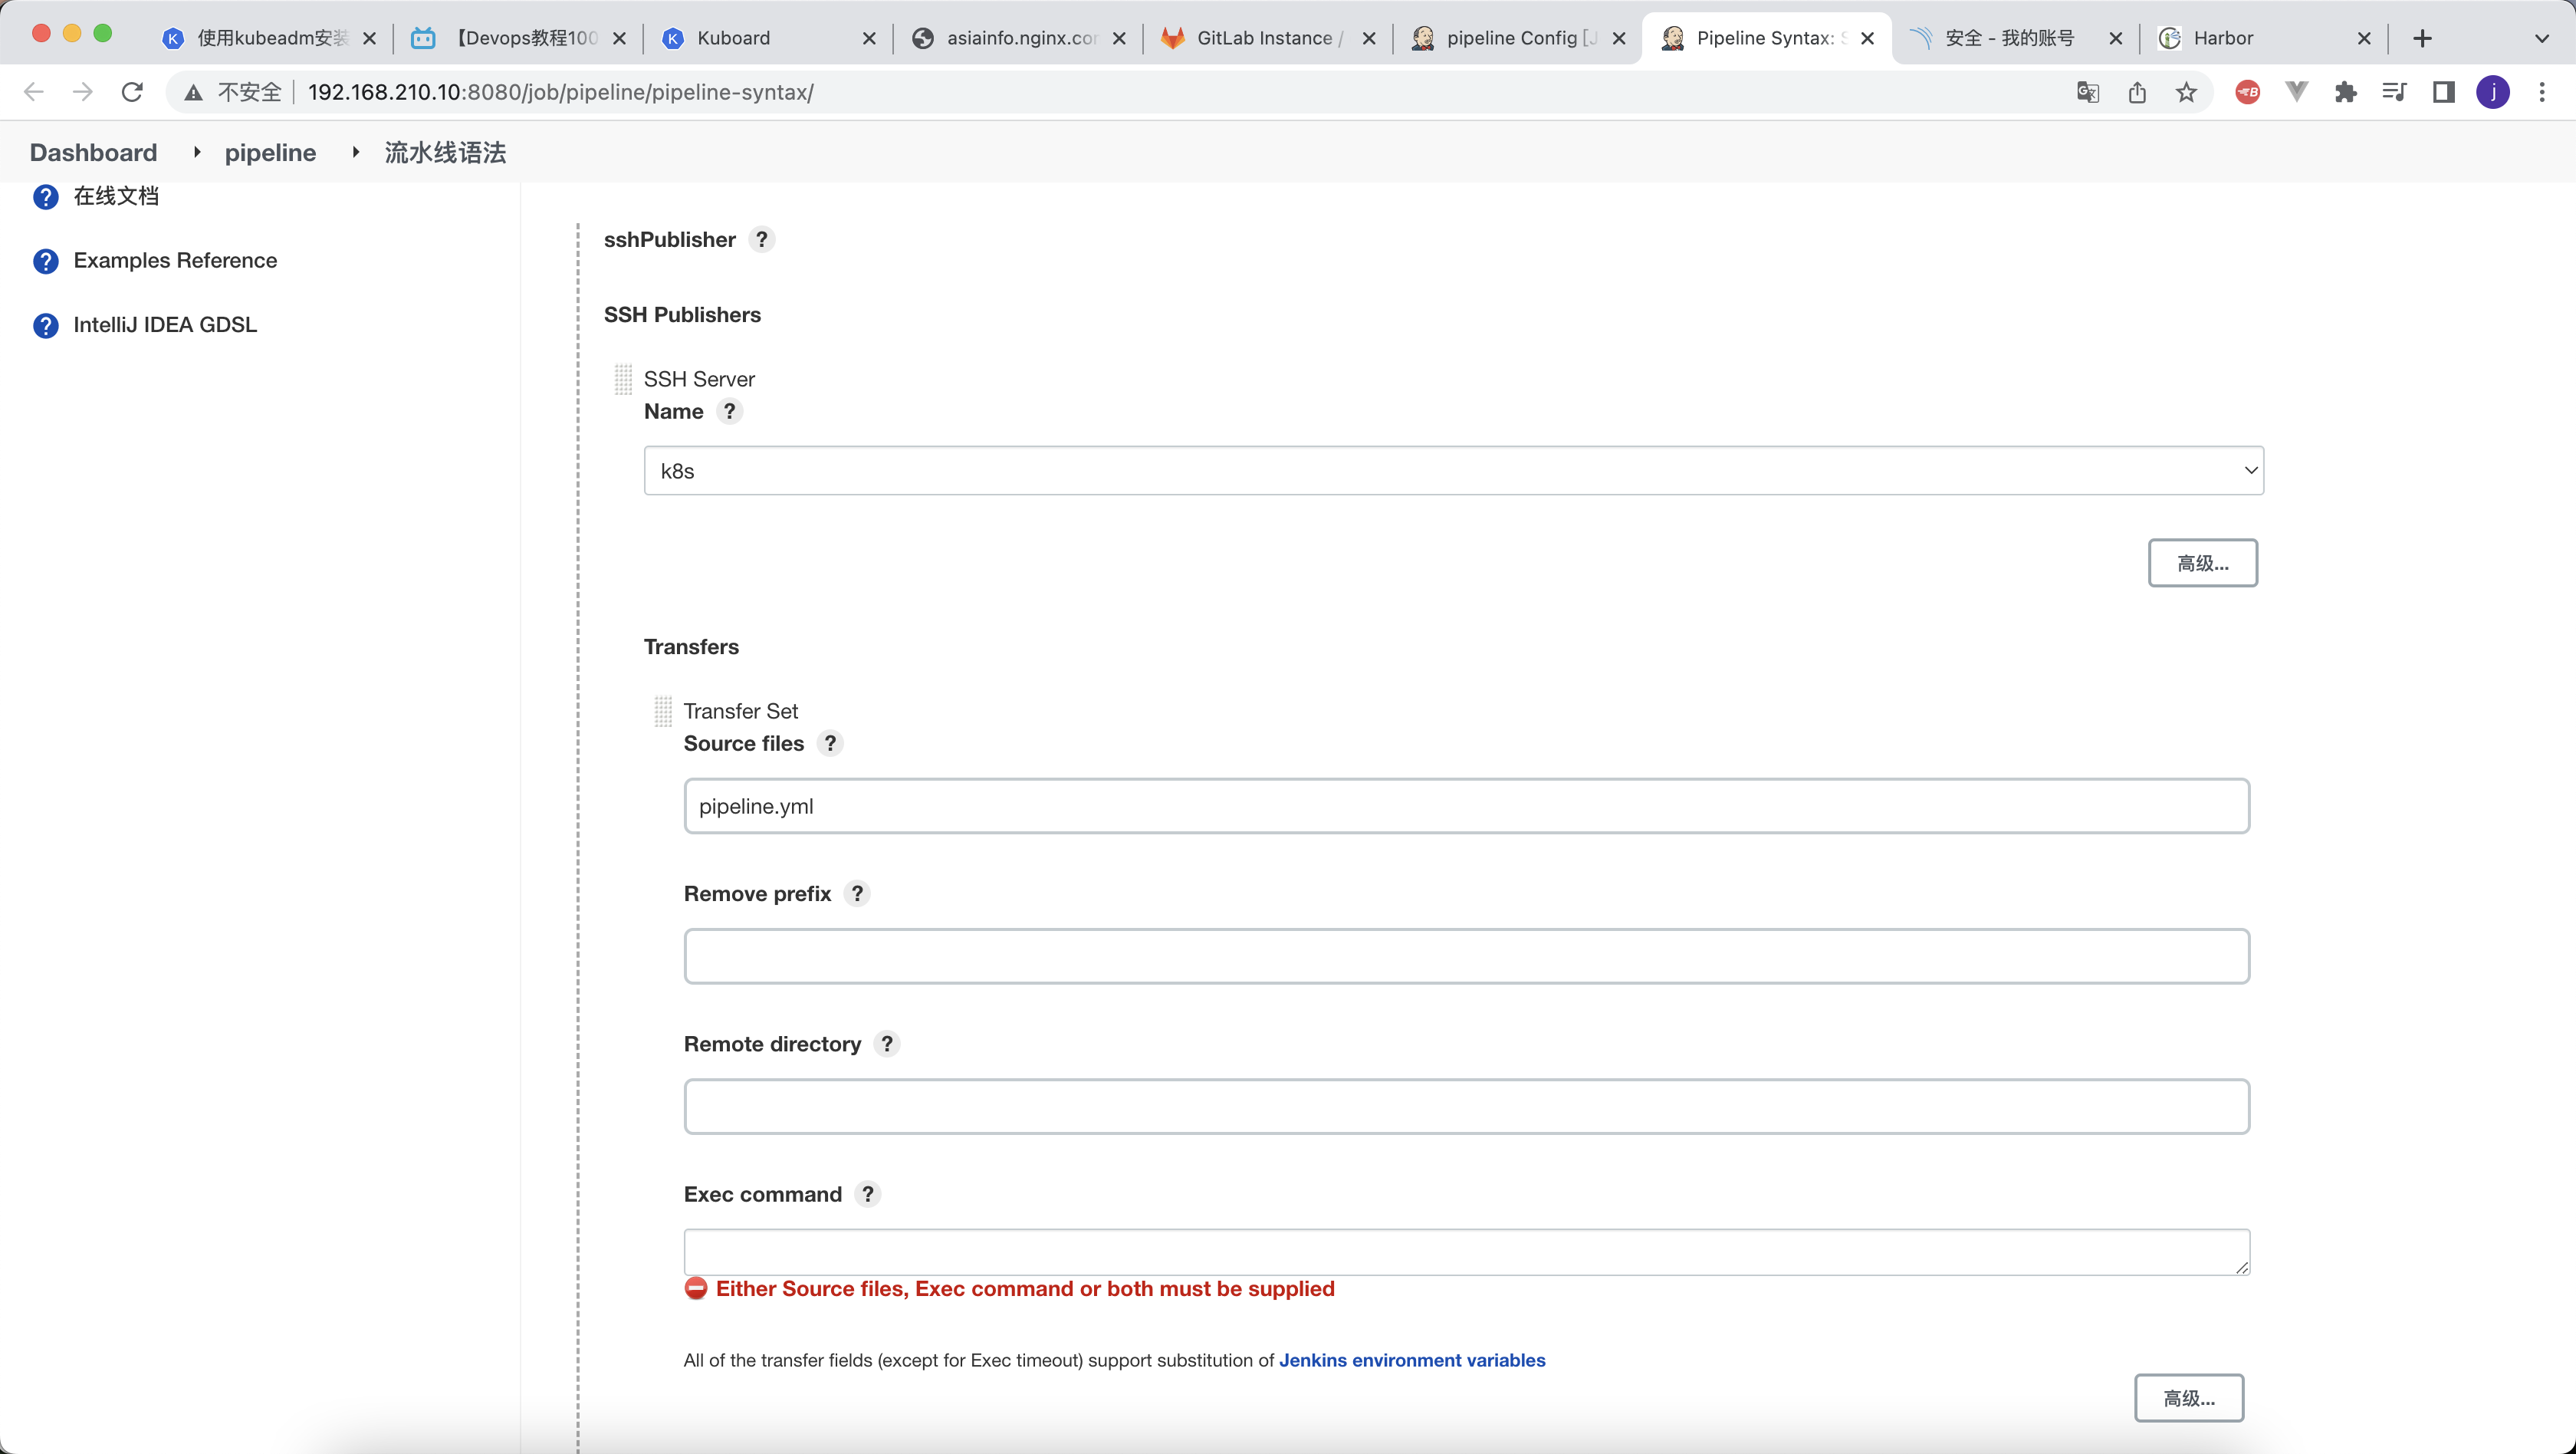 使用kubeadm安装
【Devops教程100
Kuboard
asiainfo.nginx.cor
GitLab Instance /
pipeline Config [J
Pipeline Syntax: S
安全 - 我的账号
Harbor
不安全
192.168.210.10:8080/job/pipeline/pipeline-syntax/
j
Dashboard
pipeline
流水线语法
在线文档
Examples Reference
IntelliJ IDEA GDSL
sshPublisher ?
SSH Publishers
SSH Server
Name ?
k8s
高级...
Transfers
Transfer Set
Source files ?
pipeline.yml
Remove prefix ?
Remote directory ?
Exec command ?
Either Source files, Exec command or both must be supplied
All of the transfer fields (except for Exec timeout) support substitution of Jenkins environment variables
高级...